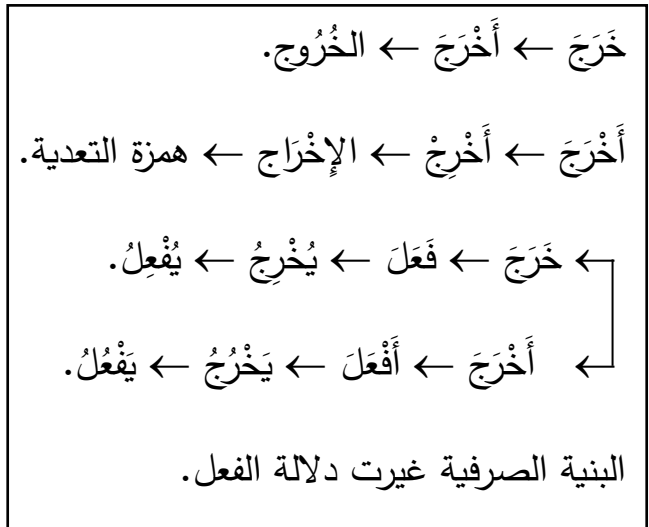 خَرَجَ ← أَخْرَجَ ← الخُرُوج.
أَخْرَجَ ← أَخْرِجْ ← الإِخْرَاج ← همزة التعدية.
← خَرَجَ ← فَعَلَ ← يُخْرِجُ ← يُفْعِلُ.
← أَخْرَجَ ← أَفْعَلَ ← يَخْرُجُ ← يَفْعُلُ.
البنية الصرفية غيرت دلالة الفعل.